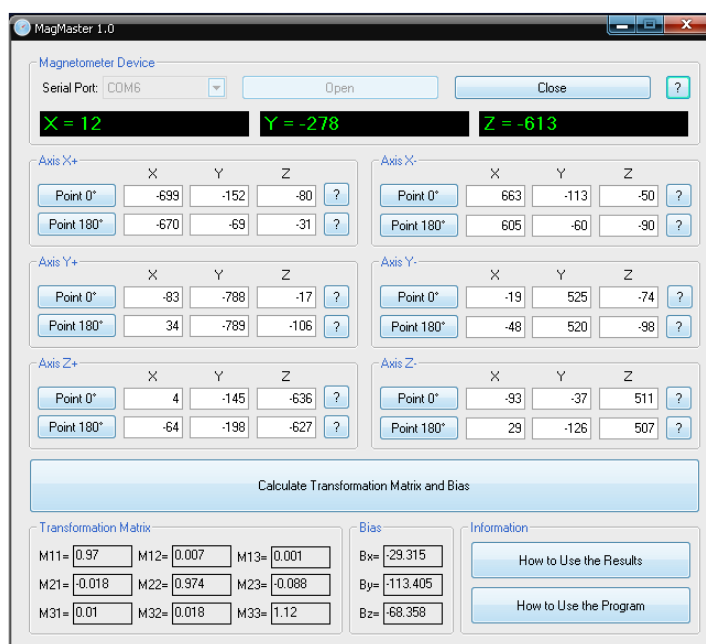 MagMaster 1.0
Magnetometer Device
Serial Port: COM6 Open Close ?
X = 12 Y = -278 Z = -613
Axis X+
X Y Z
Point 0° -699 -152 -80 ?
Point 180° -670 -69 -31 ?
Axis X-
X Y Z
Point 0° 663 -113 -50 ?
Point 180° 605 -60 -90 ?
Axis Y+
X Y Z
Point 0° -83 -788 -17 ?
Point 180° 34 -789 -106 ?
Axis Y-
X Y Z
Point 0° -19 525 -74 ?
Point 180° -48 520 -98 ?
Axis Z+
X Y Z
Point 0° 4 -145 -636 ?
Point 180° -64 -198 -627 ?
Axis Z-
X Y Z
Point 0° -93 -37 511 ?
Point 180° 29 -126 507 ?
Calculate Transformation Matrix and Bias
Transformation Matrix
M11= 0.97 M12= 0.007 M13= 0.001
M21= -0.018 M22= 0.974 M23= -0.088
M31= 0.01 M32= 0.018 M33= 1.12
Bias
Bx= -29.315
By= -113.405
Bz= -68.358
Information
How to Use the Results
How to Use the Program